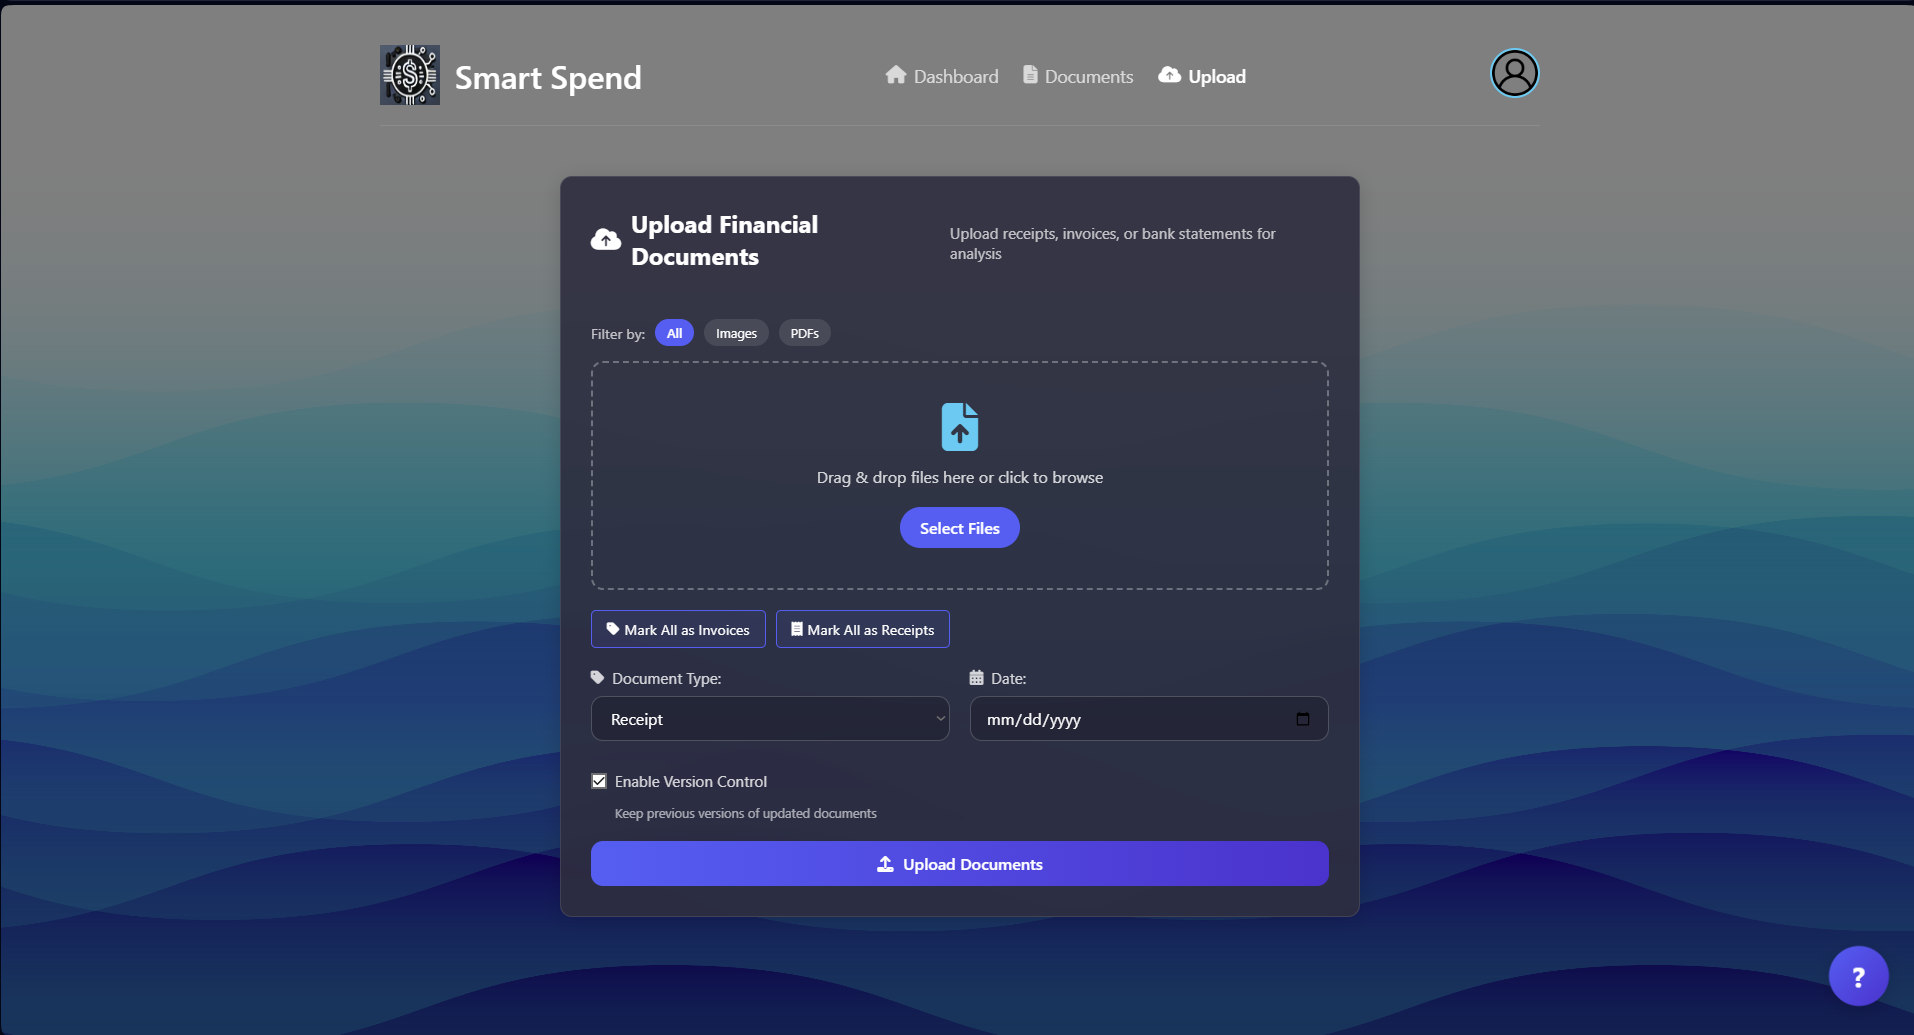 Smart Spend
Dashboard
Documents
Upload
Upload Financial
Documents
Upload receipts, invoices, or bank statements for
analysis
Filter by:
All
Images
PDFs
Drag & drop files here or click to browse
Select Files
Mark All as Invoices
Mark All as Receipts
Document Type:
Date:
Receipt
mm/dd/yyyy
Enable Version Control
Keep previous versions of updated documents
Upload Documents
?